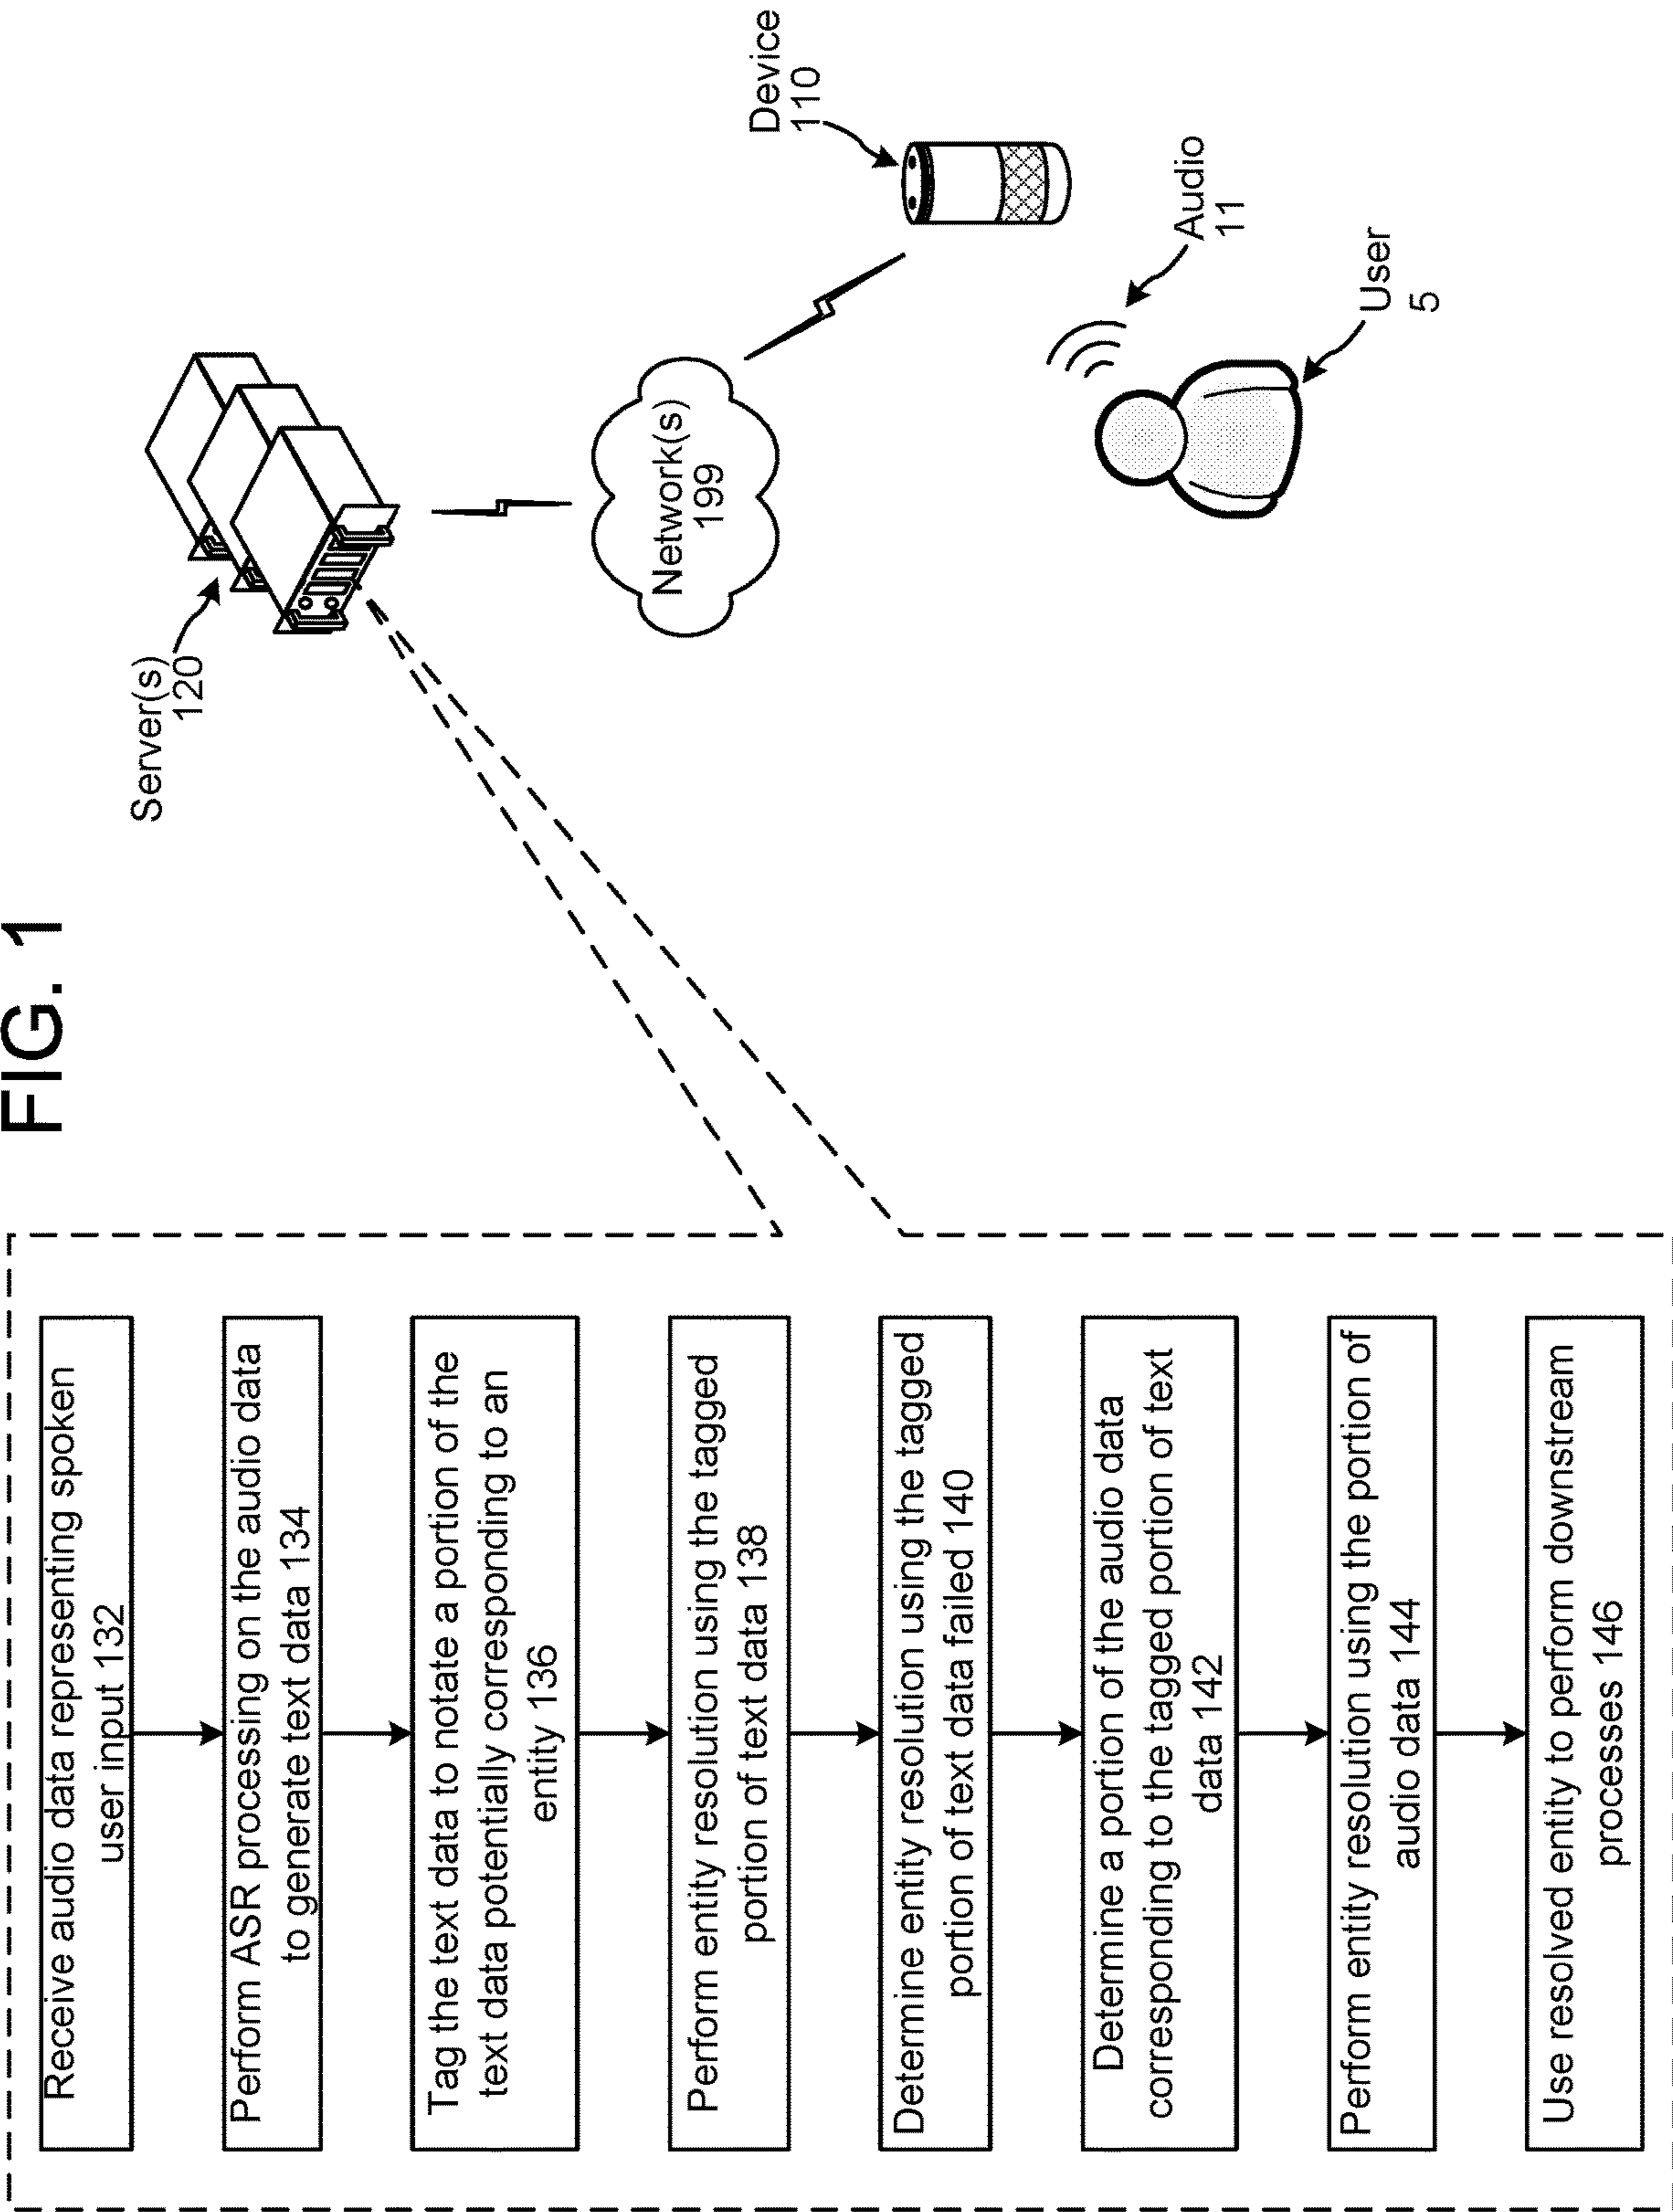 FIG. 1
Receive audio data representing spoken
user input 132
Perform ASR processing on the audio data
to generate text data 134
Tag the text data to notate a portion of the
text data potentially corresponding to an
entity 136
Perform entity resolution using the tagged
portion of text data 138
Determine entity resolution using the tagged
portion of text data failed 140
Determine a portion of the audio data
corresponding to the tagged portion of text
data 142
Perform entity resolution using the portion of
audio data 144
Use resolved entity to perform downstream
processes 146
Server(s)
120
Network(s)
199
Device
110
Audio
11
User
5